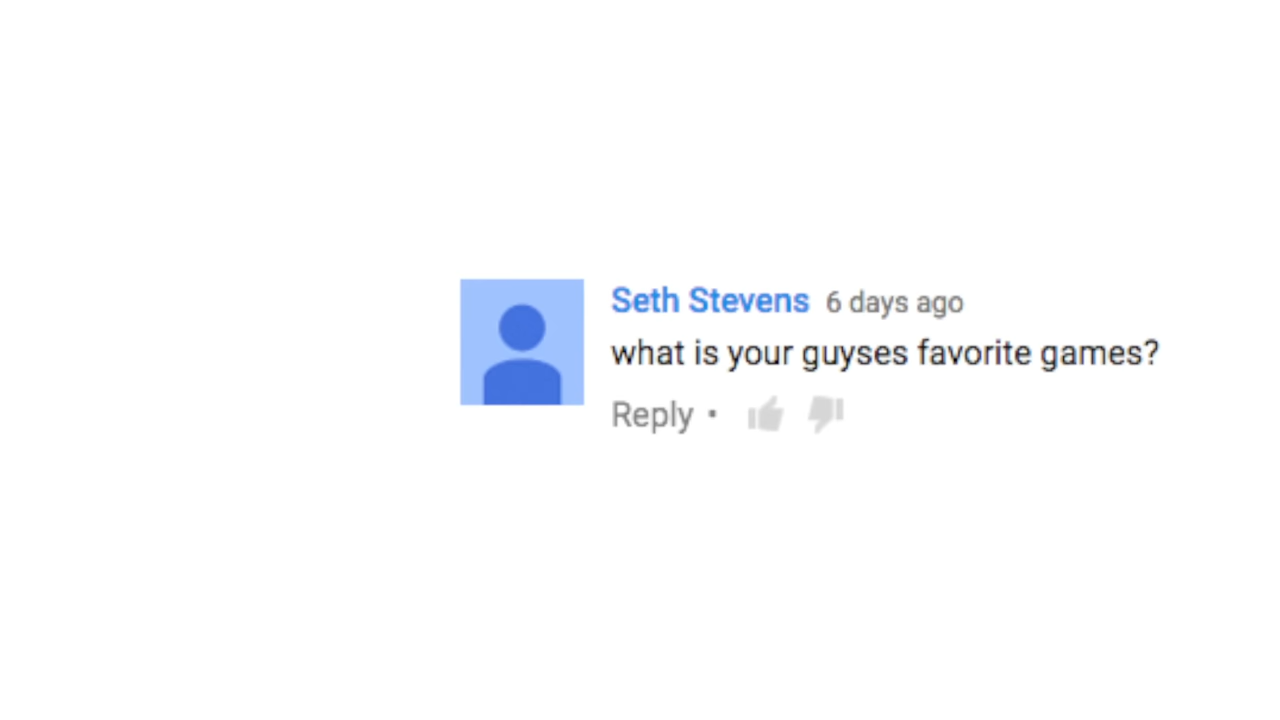 Seth Stevens 6 days ago
what is your guyses favorite games?
Reply •